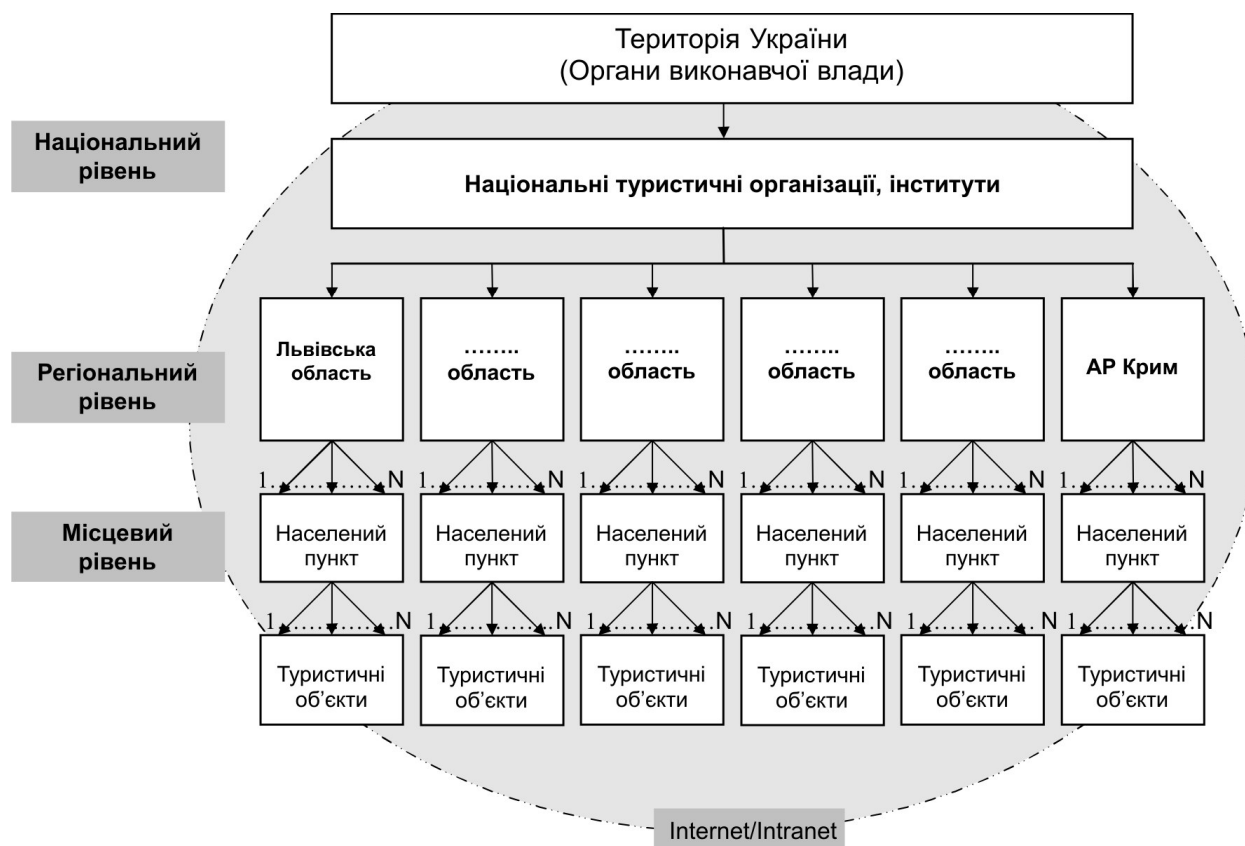 Територія України
(Органи виконавчої влади)
Національний
рівень
Національні туристичні організації, інститути
Регіональний
рівень
Львівська
область
........
область
........
область
........
область
........
область
АР Крим
1..................N
1..................N
1..................N
1..................N
1..................N
1..................N
Місцевий
рівень
Населений
пункт
Населений
пункт
Населений
пункт
Населений
пункт
Населений
пункт
Населений
пункт
1..................N
1..................N
1..................N
1..................N
1..................N
1..................N
Туристичні
об’єкти
Туристичні
об’єкти
Туристичні
об’єкти
Туристичні
об’єкти
Туристичні
об’єкти
Туристичні
об’єкти
Internet/Intranet